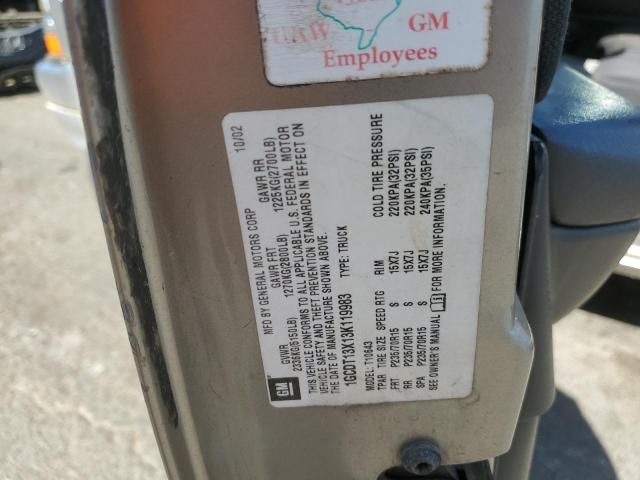 UAW GM
Employees
GM
MFD BY GENERAL MOTORS CORP 10/02
GVWR GAWR FRT GAWR RR
2336KG(5150LB) 1270KG(2800LB) 1225KG(2700LB)
THIS VEHICLE CONFORMS TO ALL APPLICABLE U.S. FEDERAL MOTOR
VEHICLE SAFETY AND THEFT PREVENTION STANDARDS IN EFFECT ON
THE DATE OF MANUFACTURE SHOWN ABOVE.
1GCDT13X13K119983 TYPE: TRUCK
MODEL: T10643
TPAR TIRE SIZE SPEED RTG RIM COLD TIRE PRESSURE
FRT P235/70R15 S 15X7J 220KPA(32PSI)
RR P235/70R15 S 15X7J 220KPA(32PSI)
SPA P235/70R15 S 15X7J 240KPA(35PSI)
SEE OWNER'S MANUAL FOR MORE INFORMATION.